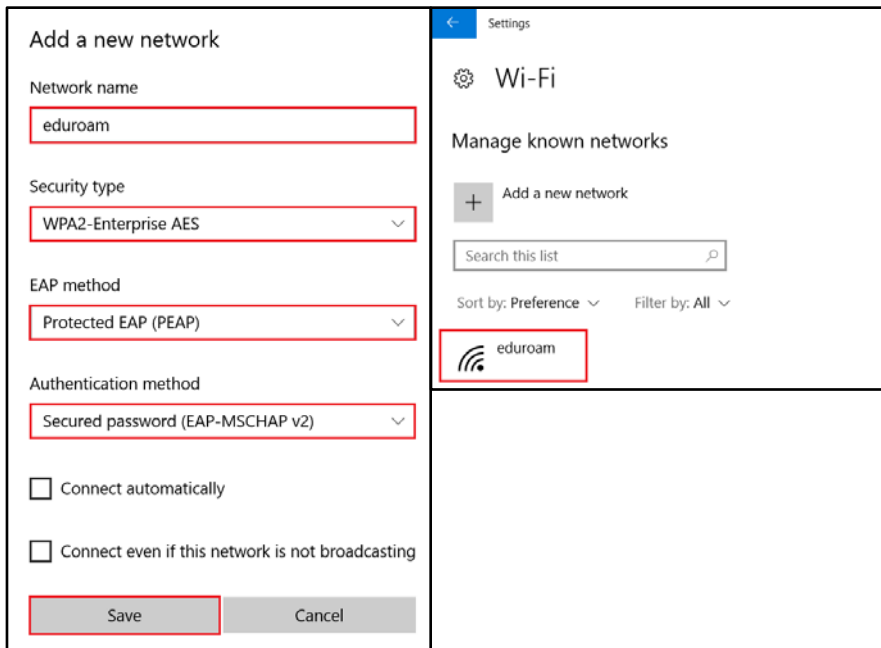 Add a new network
Network name
eduroam
Security type
WPA2-Enterprise AES
EAP method
Protected EAP (PEAP)
Authentication method
Secured password (EAP-MSCHAP v2)
Connect automatically
Connect even if this network is not broadcasting
Save Cancel
Settings
Wi-Fi
Manage known networks
Add a new network
Search this list
Sort by: Preference Filter by: All
eduroam